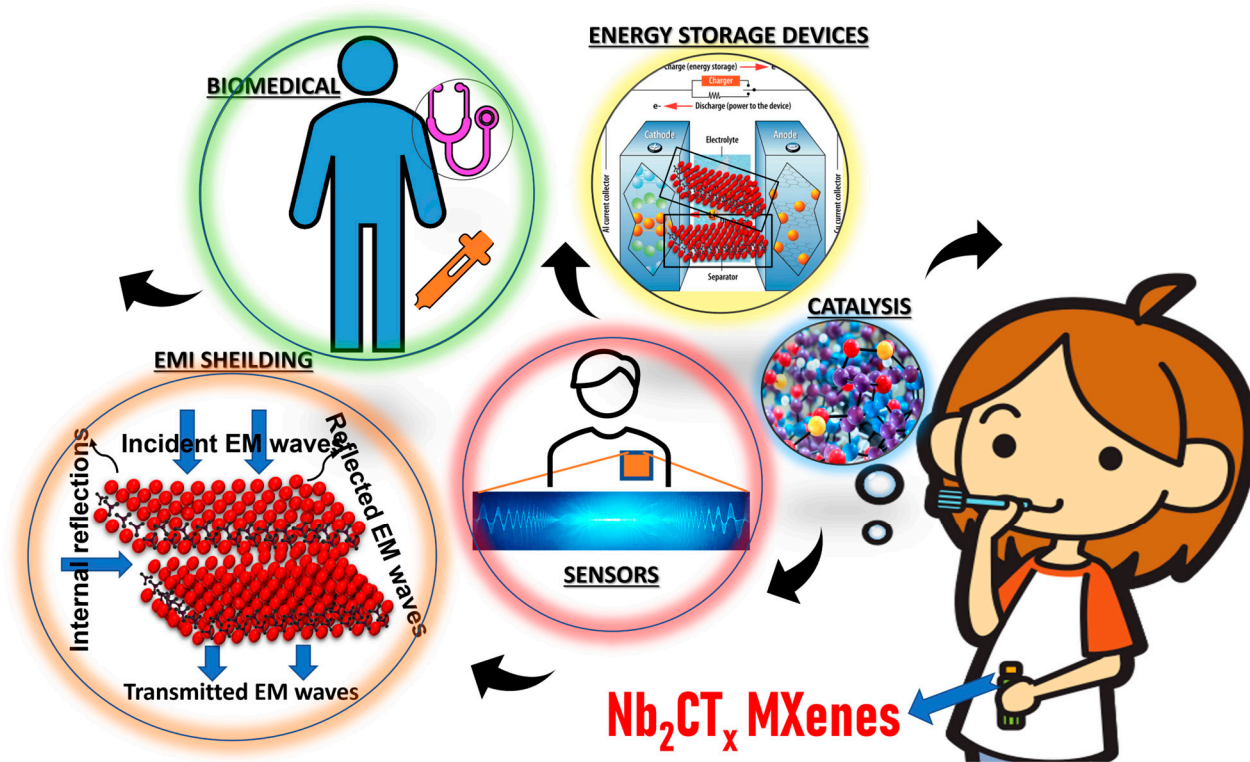 ENERGY STORAGE DEVICES
charge (energy storage)
e
Charger
e- Discharge (power to the device)
Cathode
Anode
Electrolyte
Al current collector
Cu current collector
Separator
BIOMEDICAL
CATALYSIS
EMI SHEILDING
Incident EM waves
Internal reflections
Reflected EM waves
Transmitted EM waves
SENSORS
Nb₂CTₓ MXenes